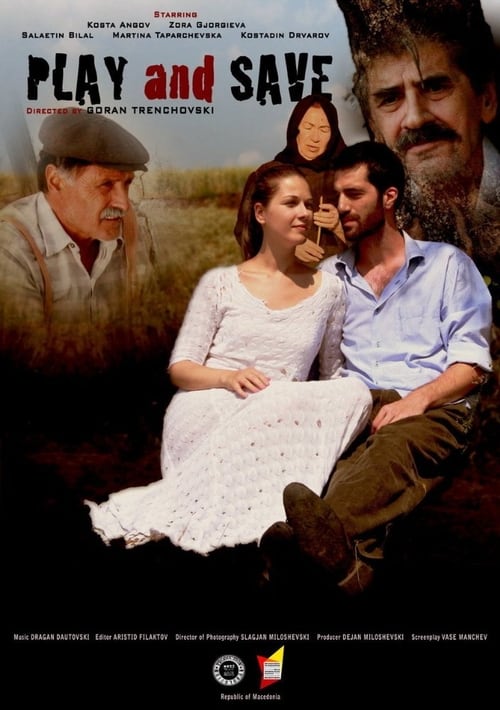 Starring
Kosta Angov Zora Gjorgieva
Salaetin Bilal Martina Taparchevska Kostadin Drvarov
PLAY and SAVE
Directed by Goran Trenchovski
Music DRAGAN DAUTOVSKI Editor ARISTID FILAKTOV Director of Photography SLAGJAN MILOSHEVSKI Producer DEJAN MILOSHEVSKI Screenplay VASE MANCHEV
Republic of Macedonia